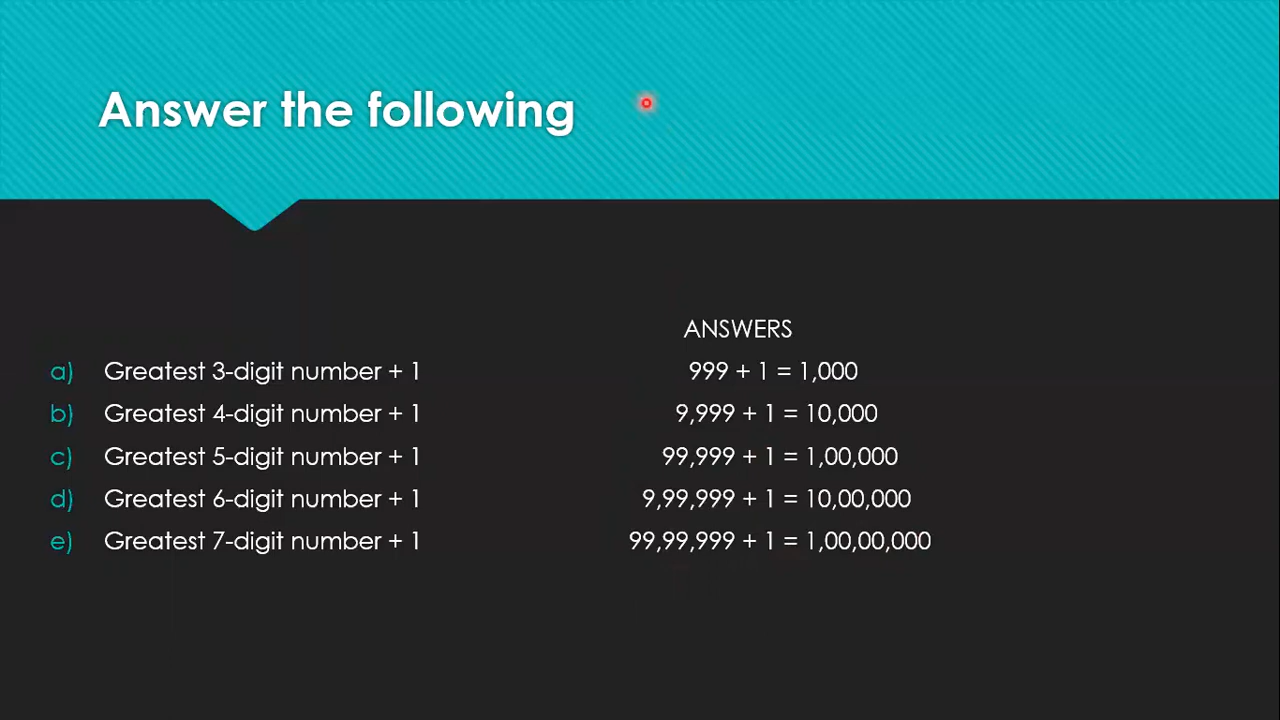 Answer the following
ANSWERS
a) Greatest 3-digit number + 1 999 + 1 = 1,000
b) Greatest 4-digit number + 1 9,999 + 1 = 10,000
c) Greatest 5-digit number + 1 99,999 + 1 = 1,00,000
d) Greatest 6-digit number + 1 9,99,999 + 1 = 10,00,000
e) Greatest 7-digit number + 1 99,99,999 + 1 = 1,00,00,000